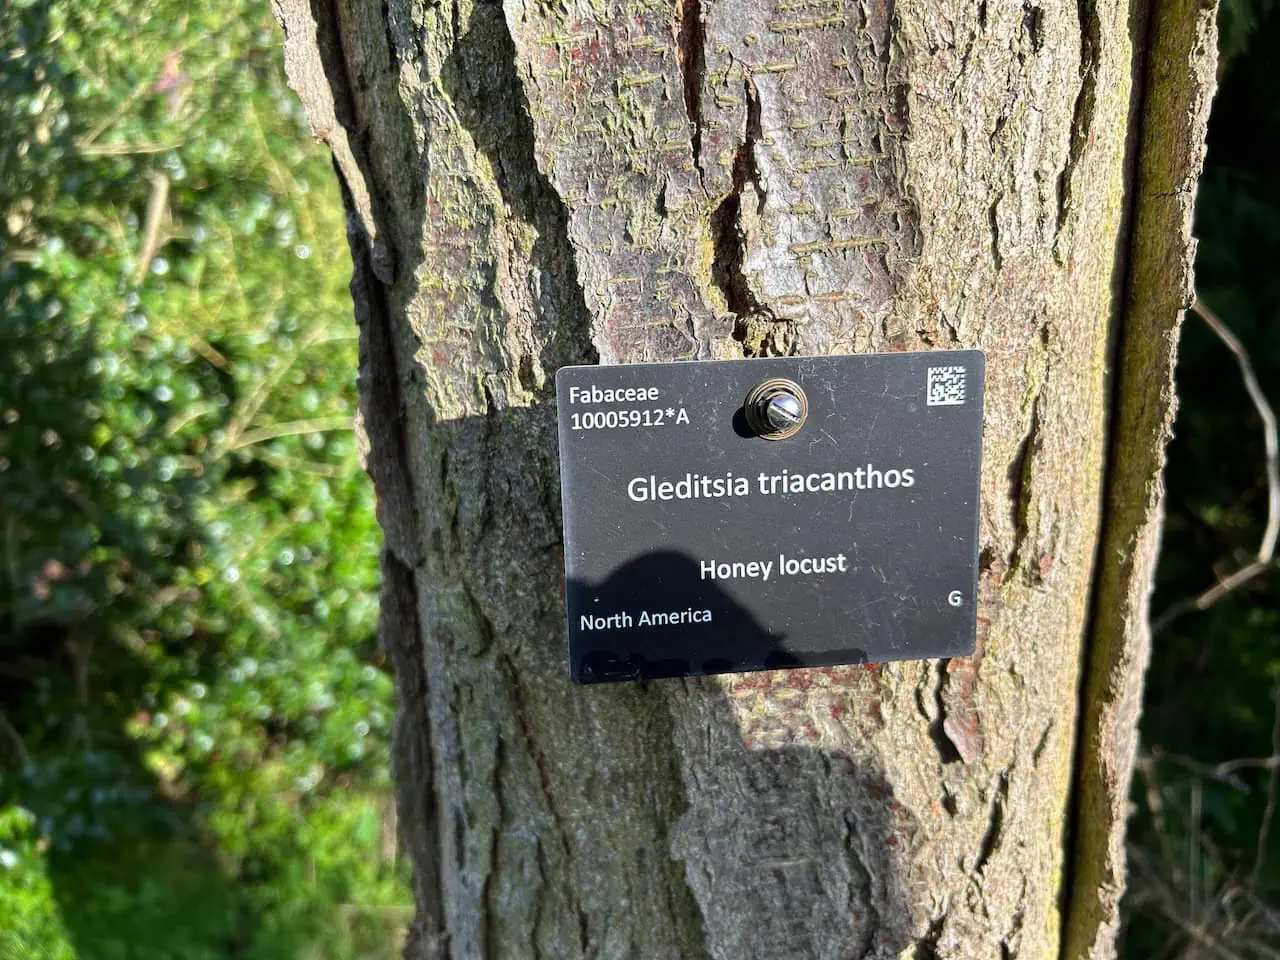 Fabaceae
10005912*A
Gleditsia triacanthos
Honey locust
G
North America